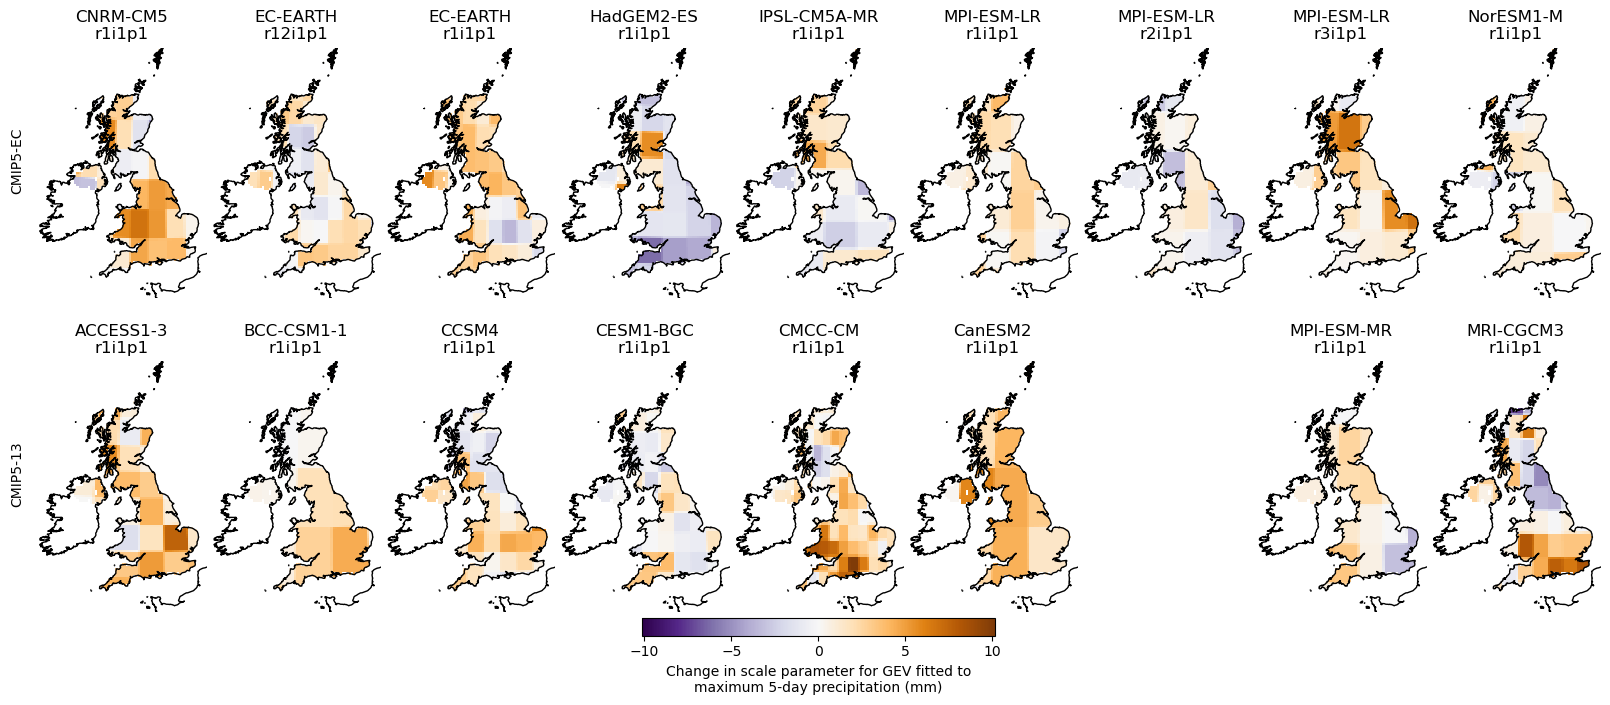 CNRM-CM5
r1i1p1
EC-EARTH
r12i1p1
EC-EARTH
r1i1p1
HadGEM2-ES
r1i1p1
IPSL-CM5A-MR
r1i1p1
MPI-ESM-LR
r1i1p1
MPI-ESM-LR
r2i1p1
MPI-ESM-LR
r3i1p1
NorESM1-M
r1i1p1
CMIP5-EC
ACCESS1-3
r1i1p1
BCC-CSM1-1
r1i1p1
CCSM4
r1i1p1
CESM1-BGC
r1i1p1
CMCC-CM
r1i1p1
CanESM2
r1i1p1
MPI-ESM-MR
r1i1p1
MRI-CGCM3
r1i1p1
CMIP5-13
−10 −5 0 5 10
Change in scale parameter for GEV fitted to
maximum 5-day precipitation (mm)